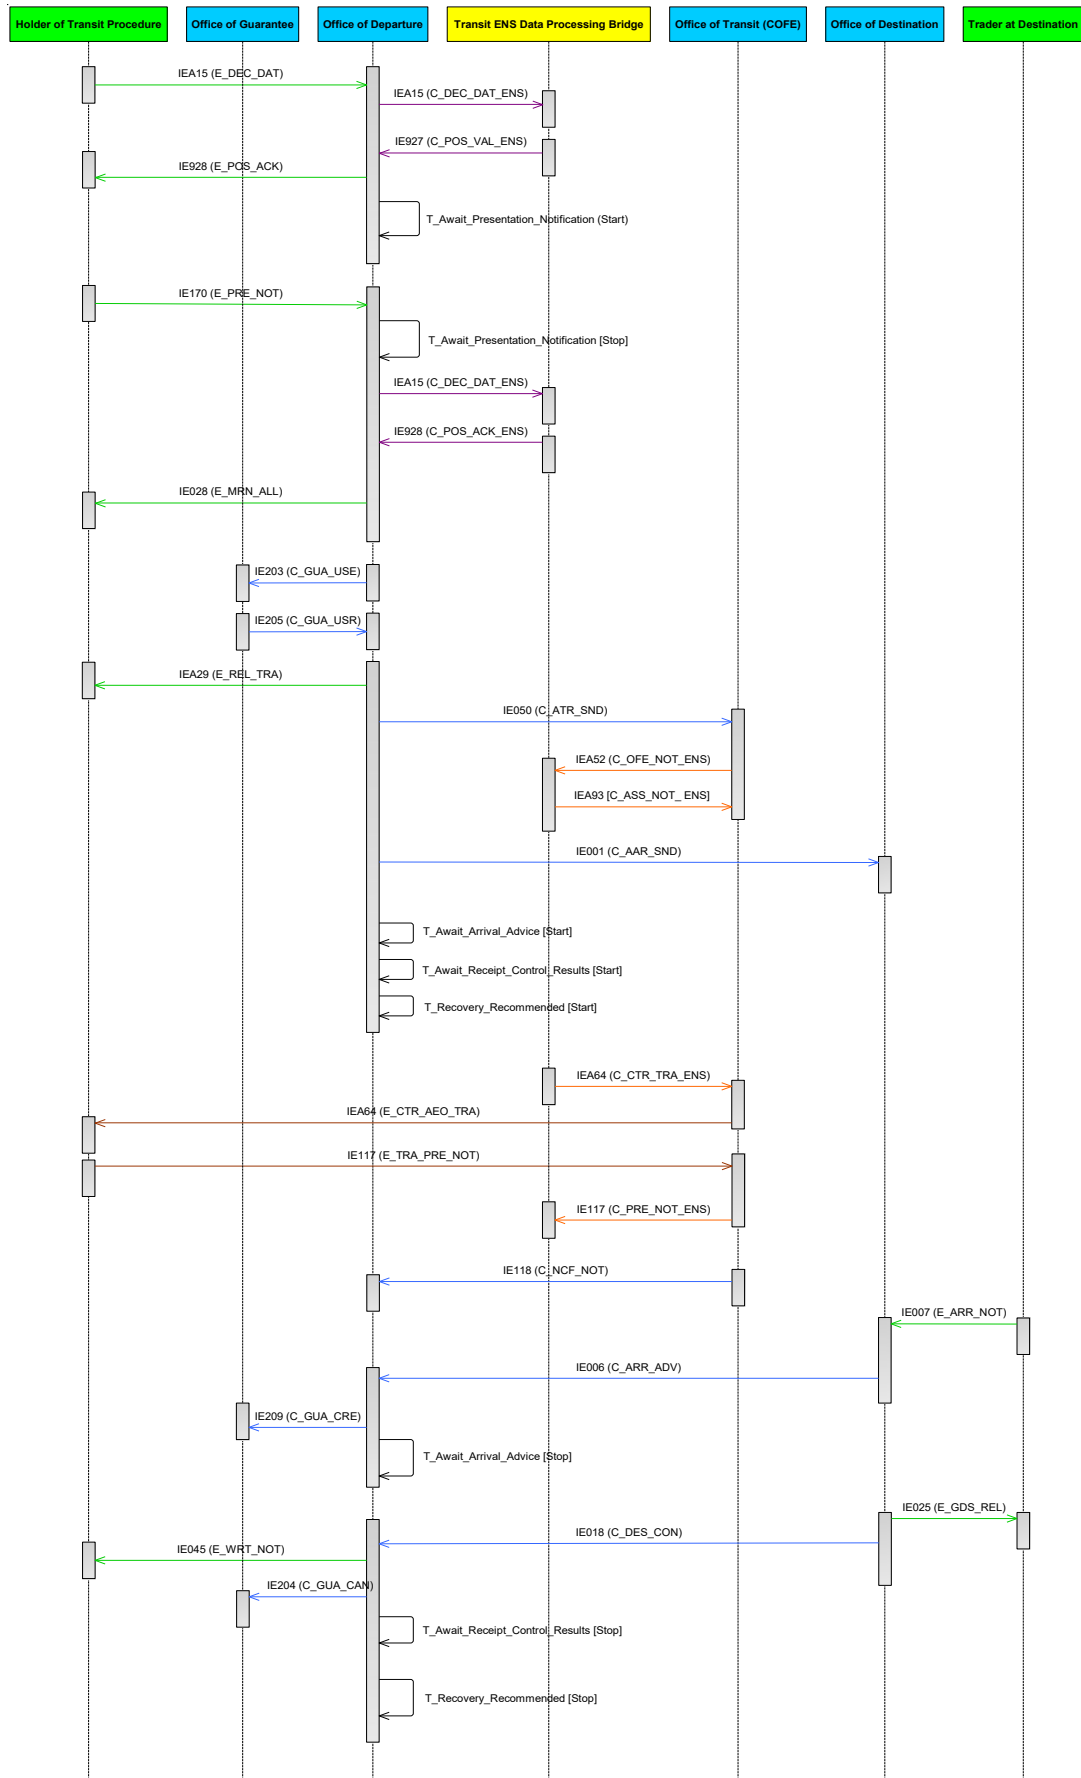 Holder of Transit Procedure
Office of Guarantee
Office of Departure
Transit ENS Data Processing Bridge
Office of Transit (COFE)
Office of Destination
Trader at Destination
IEA15 (E_DEC_DAT)
IEA15 (C_DEC_DAT_ENS)
IE927 (C_POS_VAL_ENS)
IE928 (E_POS_ACK)
T_Await_Presentation_Notification (Start)
IE170 (E_PRE_NOT)
T_Await_Presentation_Notification [Stop]
IEA15 (C_DEC_DAT_ENS)
IE928 (C_POS_ACK_ENS)
IE028 (E_MRN_ALL)
IE203 (C_GUA_USE)
IE205 (C_GUA_USR)
IEA29 (E_REL_TRA)
IE050 (C_ATR_SND)
IEA52 (C_OFE_NOT_ENS)
IEA93 [C_ASS_NOT_ ENS]
IE001 (C_AAR_SND)
T_Await_Arrival_Advice [Start]
T_Await_Receipt_Control_Results [Start]
T_Recovery_Recommended [Start]
IEA64 (C_CTR_TRA_ENS)
IEA64 (E_CTR_AEO_TRA)
IE117 (E_TRA_PRE_NOT)
IE117 (C_PRE_NOT_ENS)
IE118 (C_NCF_NOT)
IE007 (E_ARR_NOT)
IE006 (C_ARR_ADV)
IE209 (C_GUA_CRE)
T_Await_Arrival_Advice [Stop]
IE025 (E_GDS_REL)
IE018 (C_DES_CON)
IE045 (E_WRT_NOT)
IE204 (C_GUA_CAN)
T_Await_Receipt_Control_Results [Stop]
T_Recovery_Recommended [Stop]